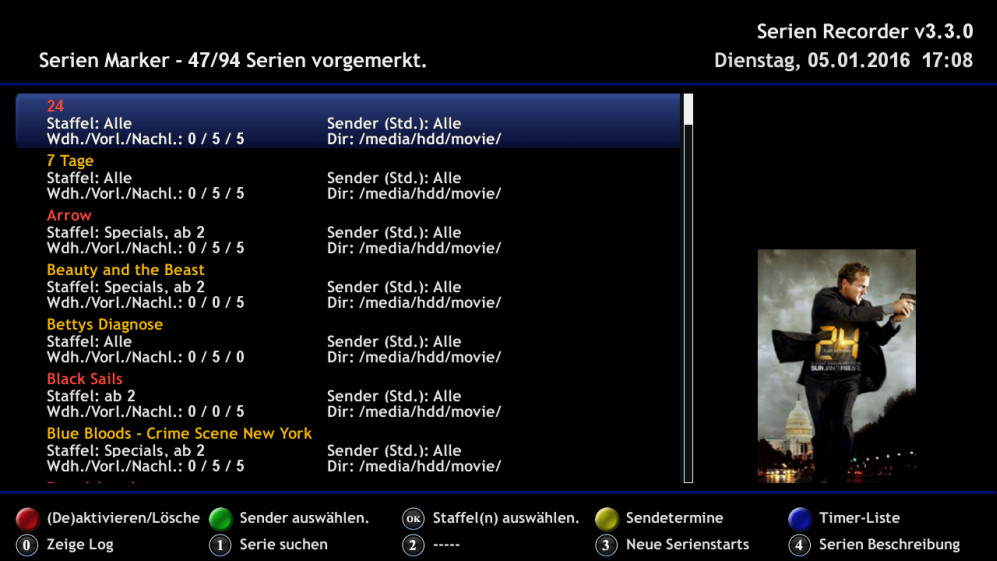 Serien Recorder v3.3.0
Serien Marker - 47/94 Serien vorgemerkt.
Dienstag, 05.01.2016 17:08
24
Staffel: Alle Sender (Std.): Alle
Wdh./Vorl./Nachl.: 0 / 5 / 5 Dir: /media/hdd/movie/
7 Tage
Staffel: Alle Sender (Std.): Alle
Wdh./Vorl./Nachl.: 0 / 5 / 5 Dir: /media/hdd/movie/
Arrow
Staffel: Specials, ab 2 Sender (Std.): Alle
Wdh./Vorl./Nachl.: 0 / 5 / 5 Dir: /media/hdd/movie/
Beauty and the Beast
Staffel: Specials, ab 2 Sender (Std.): Alle
Wdh./Vorl./Nachl.: 0 / 0 / 5 Dir: /media/hdd/movie/
Bettys Diagnose
Staffel: Alle Sender (Std.): Alle
Wdh./Vorl./Nachl.: 0 / 5 / 0 Dir: /media/hdd/movie/
Black Sails
Staffel: ab 2 Sender (Std.): Alle
Wdh./Vorl./Nachl.: 0 / 0 / 5 Dir: /media/hdd/movie/
Blue Bloods - Crime Scene New York
Staffel: Specials, ab 2 Sender (Std.): Alle
Wdh./Vorl./Nachl.: 0 / 5 / 5 Dir: /media/hdd/movie/
24
(De)aktivieren/Lösche Sender auswählen. OK Staffel(n) auswählen. Sendetermine Timer-Liste
0 Zeige Log 1 Serie suchen 2 ----- 3 Neue Serienstarts 4 Serien Beschreibung